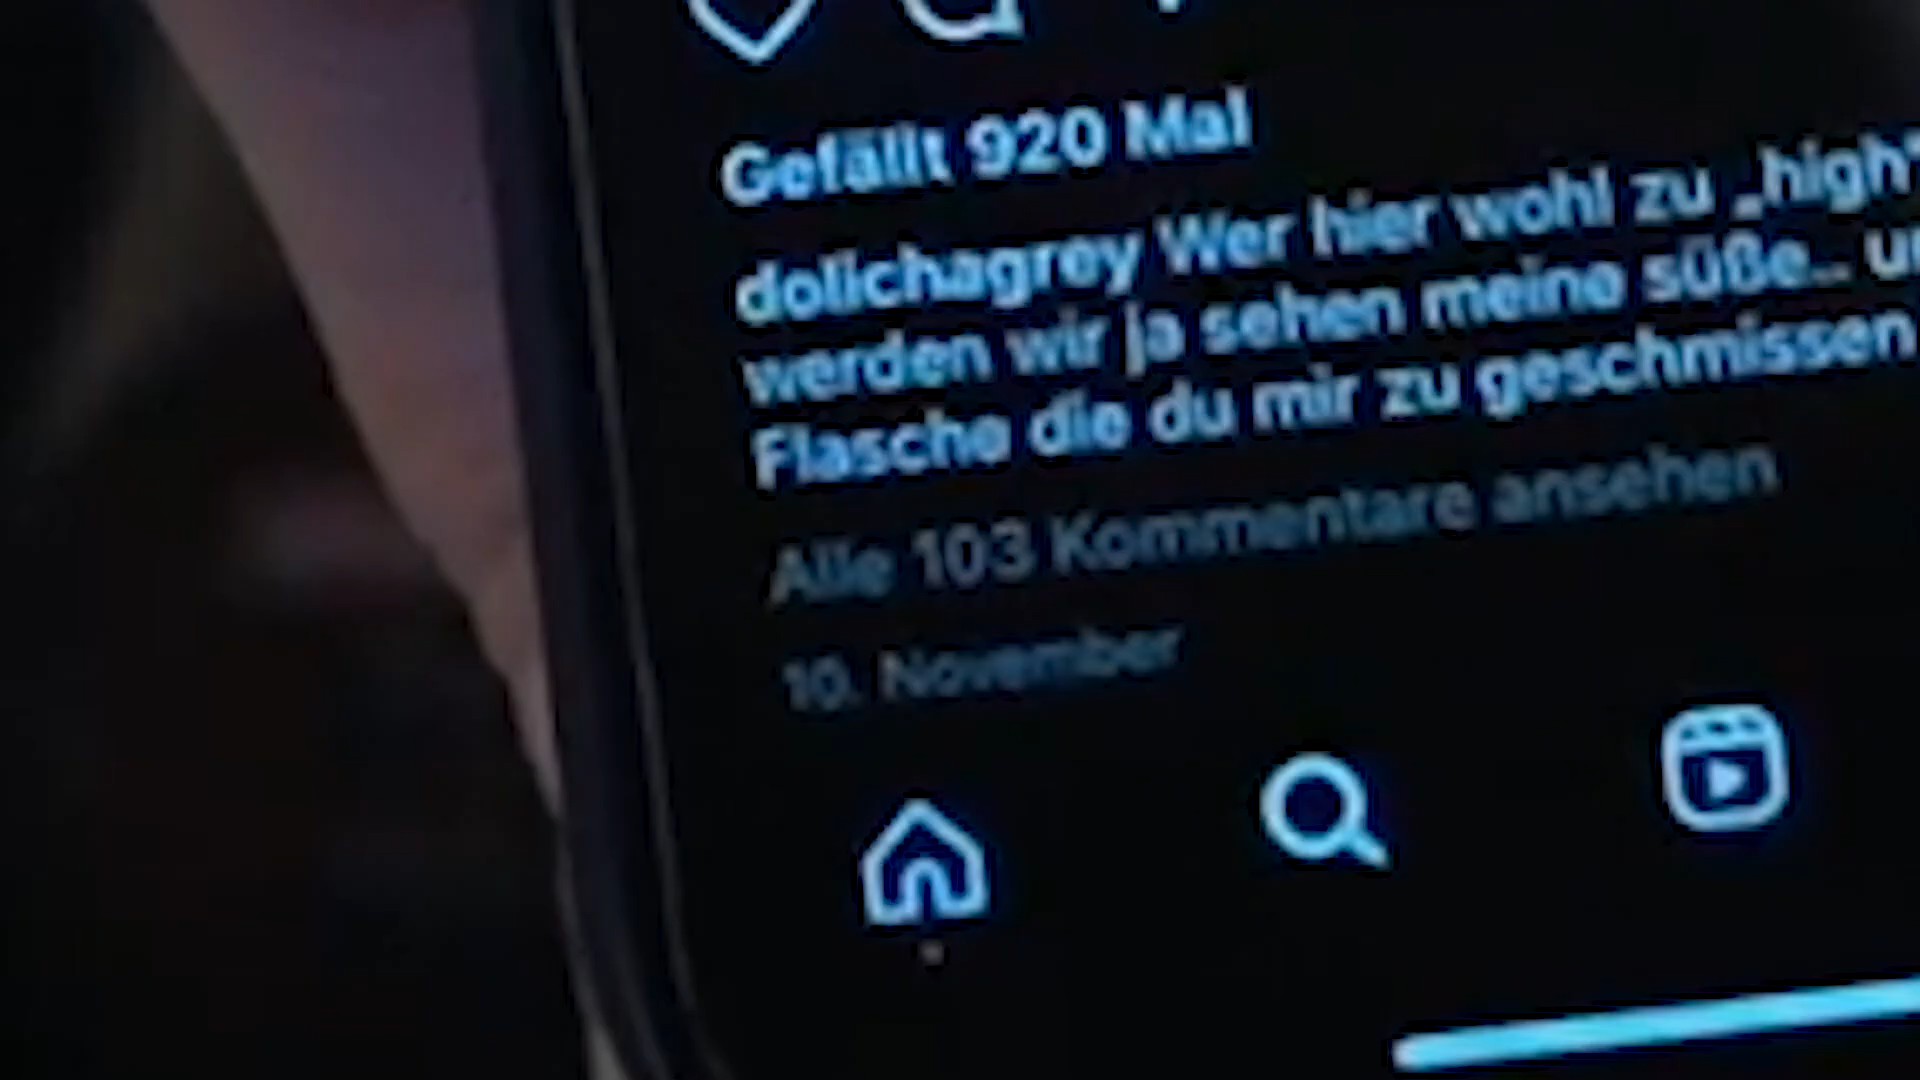 Gefällt 920 Mal
dolichagrey Wer hier wohl zu „high"
werden wir ja sehen meine süße..
Flasche die du mir zu geschmissen
Alle 103 Kommentare ansehen
10. November